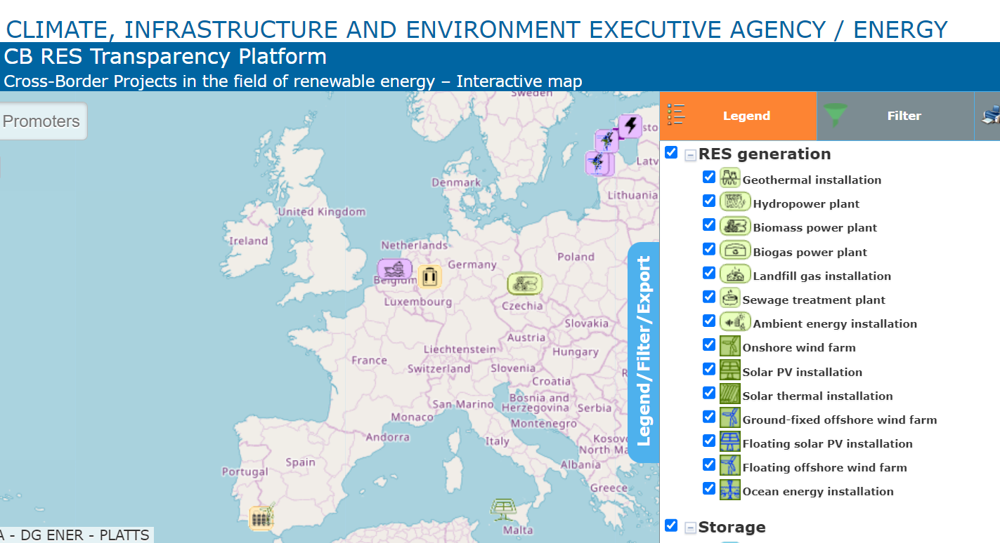 CLIMATE, INFRASTRUCTURE AND ENVIRONMENT EXECUTIVE AGENCY / ENERGY
CB RES Transparency Platform
Cross-Border Projects in the field of renewable energy – Interactive map
Promoters
Sweden
sto
Latv
Denmark
Lithuania
United Kingdom
Ireland
Netherlands
Poland
Germany
Belgium
Luxembourg
Czechia
Slovakia
Austria
Liechtenstein
Hungary
France
Switzerland
Slovenia
R
Croatia
Bosnia and
Herzegovina
San Marino
Serbia
Monaco
Montenegro
Andorra
Italy
Kosovo
North Ma
Spain
Albania
Portugal
Greece
Malta
A - DG ENER - PLATTS
Legend/Filter/Export
Legend
Filter
RES generation
Geothermal installation
Hydropower plant
Biomass power plant
Biogas power plant
Landfill gas installation
Sewage treatment plant
Ambient energy installation
Onshore wind farm
Solar PV installation
Solar thermal installation
Ground-fixed offshore wind farm
Floating solar PV installation
Floating offshore wind farm
Ocean energy installation
Storage